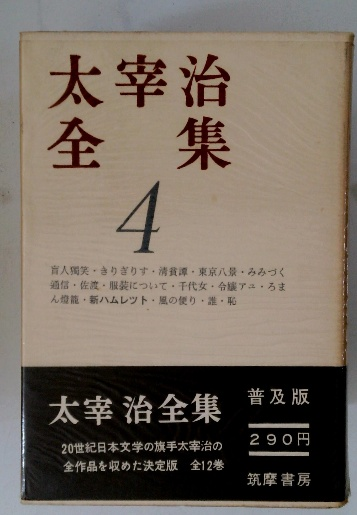 太宰治
全集
4
盲人獨笑・きりぎりす・清貧譚・東京八景・みみづく
通信・佐渡・服装について・千代女・令嬢アユ・ろま
ん燈籠・新ハムレット・風の便り・誰・恥
太宰 治全集
20世紀日本文学の旗手太宰治の
全作品を収めた決定版 全12巻
普及版
290円
筑摩書房